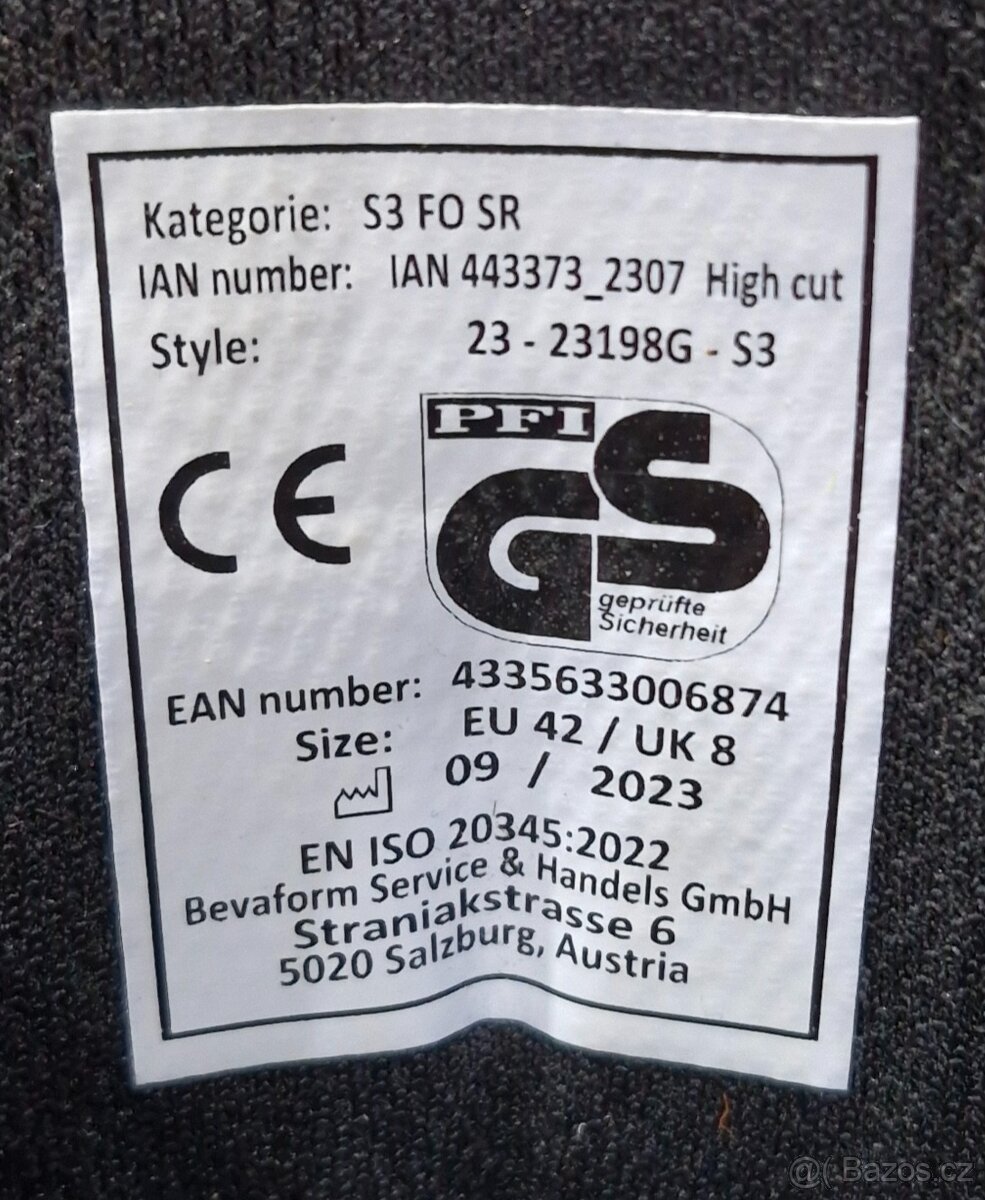 Kategorie: S3 FO SR
IAN number: IAN 443373_2307 High cut
Style: 23 - 23198G - S3
CE
PFI
GS
geprüfte
Sicherheit
EAN number: 4335633006874
Size: EU 42 / UK 8
09 / 2023
EN ISO 20345:2022
Bevaform Service & Handels GmbH
Straniakstrasse 6
5020 Salzburg, Austria
@( Bazos.cz